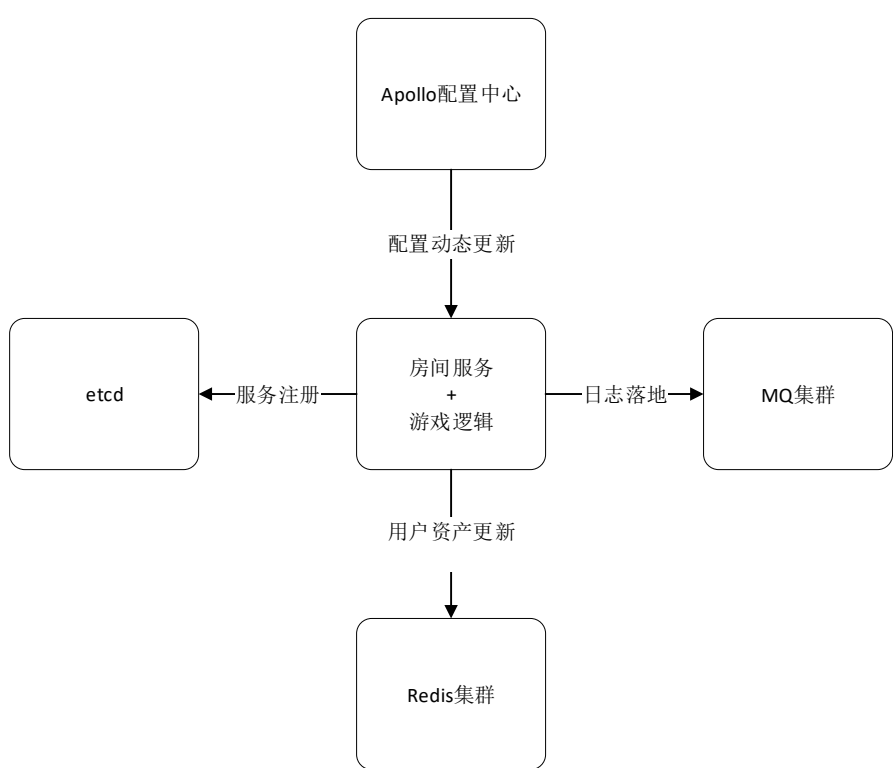 Apollo配置中心
配置动态更新
etcd
服务注册
房间服务
+
游戏逻辑
日志落地
MQ集群
用户资产更新
Redis集群